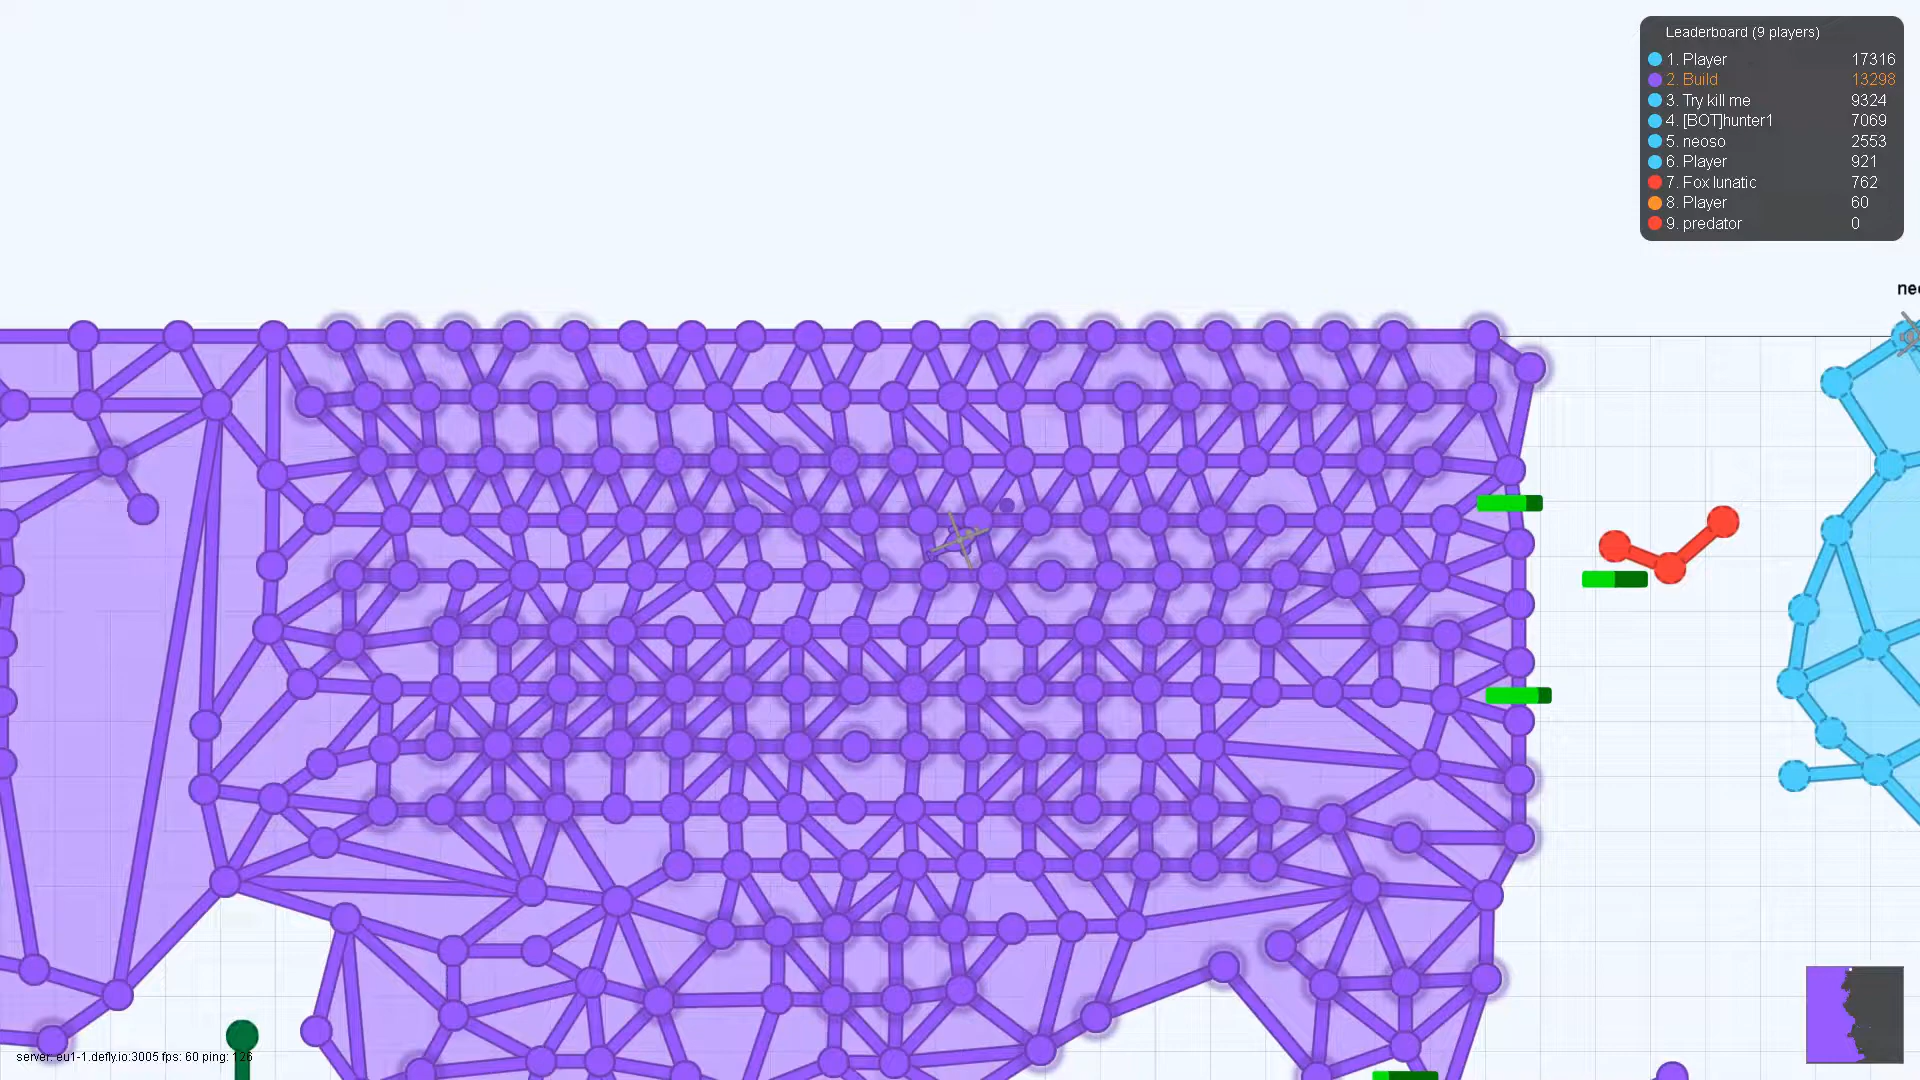 Leaderboard (9 players)
1. Player 17316
2. Build 13298
3. Try kill me 9324
4. [BOT]hunter1 7069
5. neoso 2553
6. Player 921
7. Fox lunatic 762
8. Player 60
9. predator 0
neo
server: eu1-1.defly.io:3005 fps: 60 ping: 126